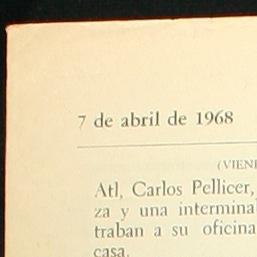 7 de abril de 1968
(VIENE
Atl, Carlos Pellicer,
za y una intermina
traban a su oficina
casa.